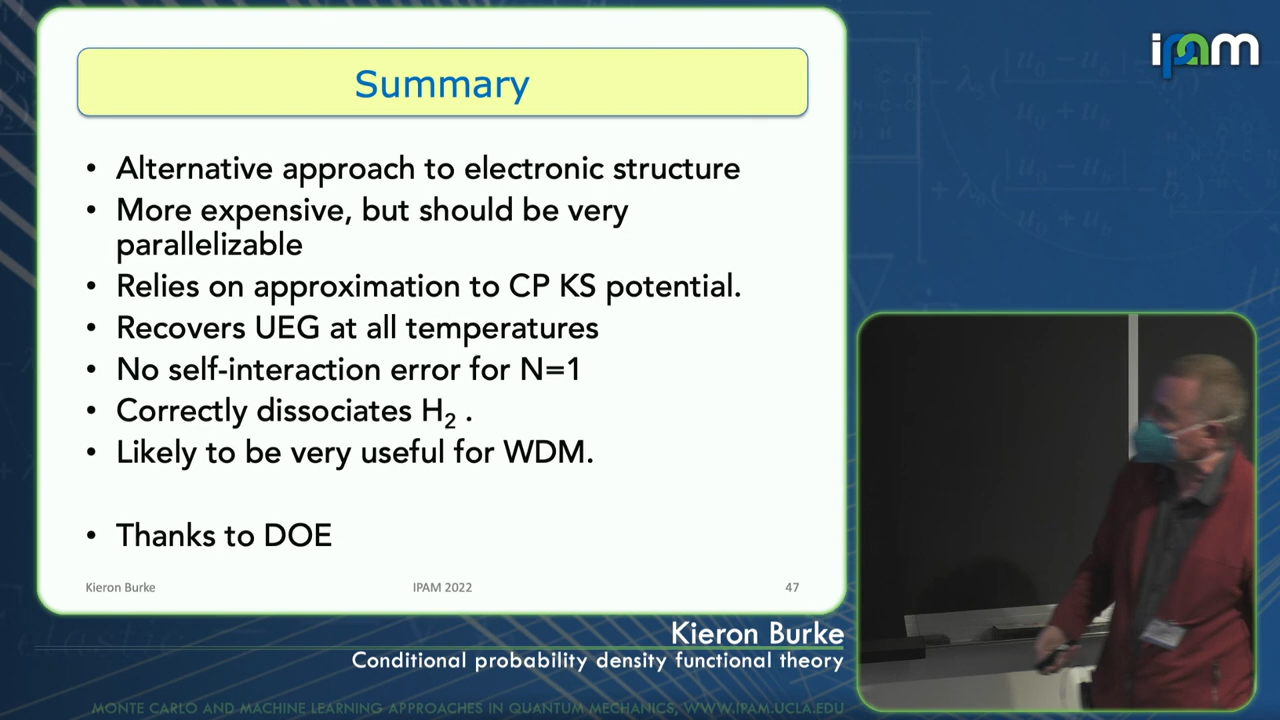 Summary
• Alternative approach to electronic structure
• More expensive, but should be very
parallelizable
• Relies on approximation to CP KS potential.
• Recovers UEG at all temperatures
• No self-interaction error for N=1
• Correctly dissociates H₂ .
• Likely to be very useful for WDM.
• Thanks to DOE
Kieron Burke IPAM 2022 47
ipam
Kieron Burke
Conditional probability density functional theory
MONTE CARLO AND MACHINE LEARNING APPROACHES IN QUANTUM MECHANICS, WWW.IPAM.UCLA.EDU